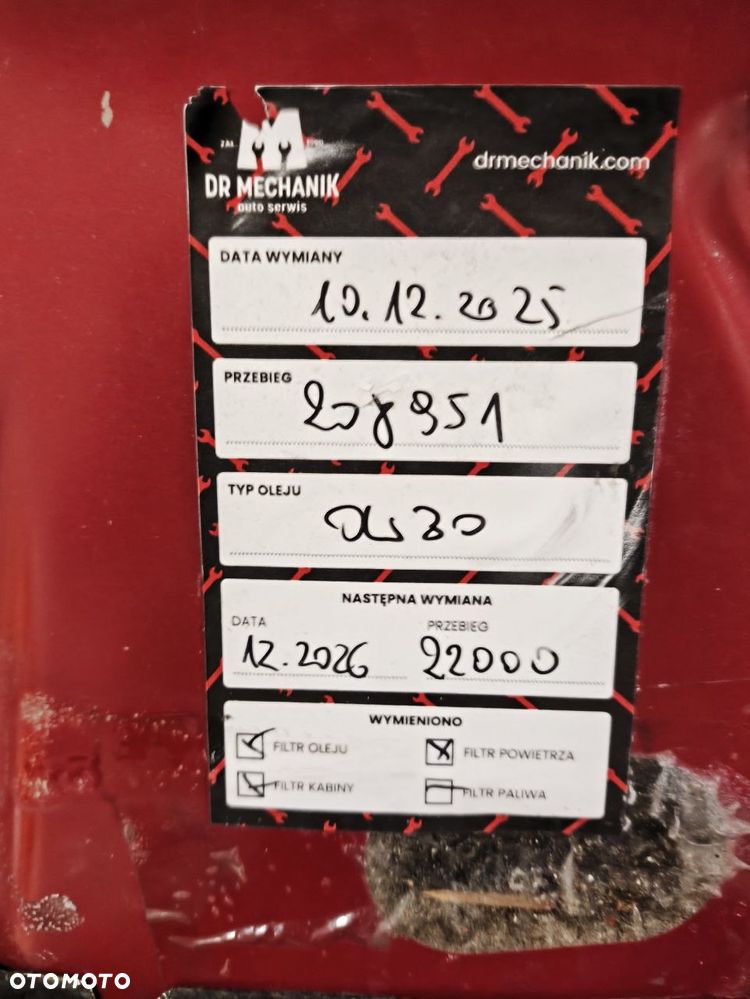 DR MECHANIK
auto serwis
drmechanik.com
DATA WYMIANY
10.12.2025
PRZEBIEG
208951
TYP OLEJU
0W30
NASTĘPNA WYMIANA
DATA
12.2026
PRZEBIEG
22000
WYMIENIONO
FILTR OLEJU
FILTR POWIETRZA
FILTR KABINY
FILTR PALIWA
OTOMOTO